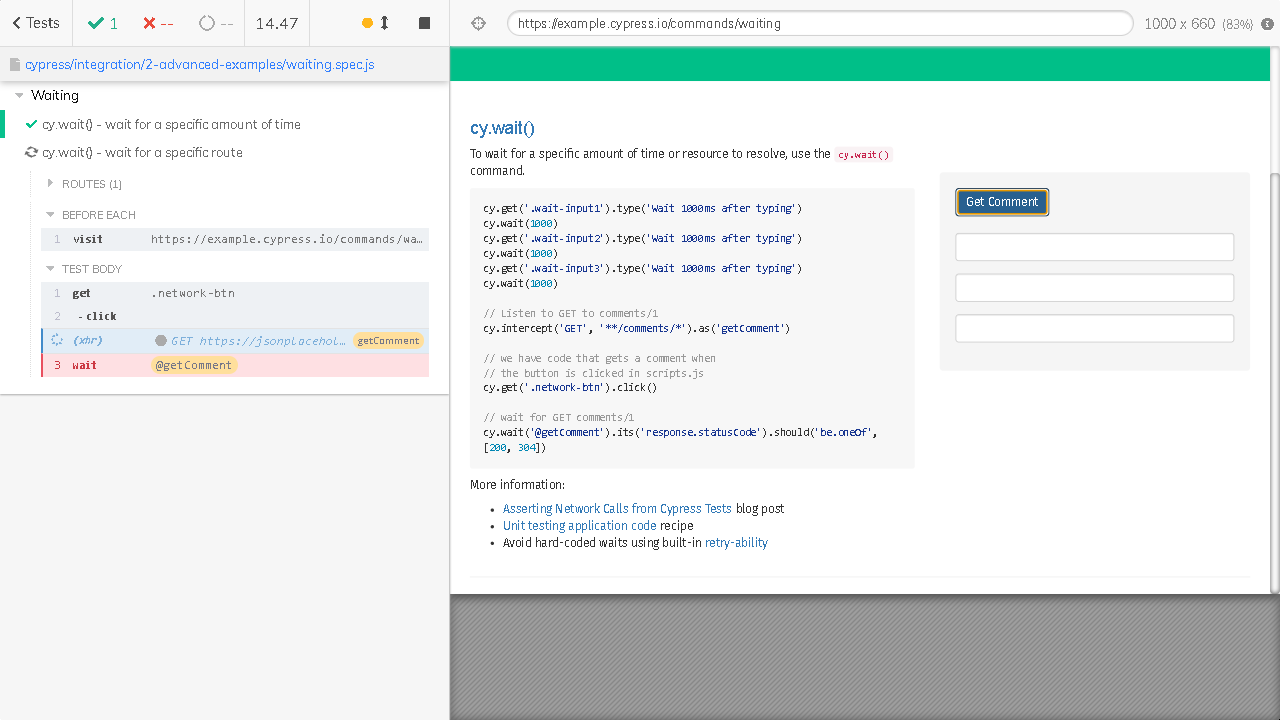 Tests
1
--
--
14.47
https://example.cypress.io/commands/waiting
1000 x 660 (83%)
cypress/integration/2-advanced-examples/waiting.spec.js
Waiting
cy.wait() - wait for a specific amount of time
cy.wait() - wait for a specific route
ROUTES (1)
BEFORE EACH
1 visit https://example.cypress.io/commands/wa…
TEST BODY
1 get .network-btn
2 - click
(xhr) GET https://jsonplacehol… getComment
3 wait @getComment
cy.wait()
To wait for a specific amount of time or resource to resolve, use the cy.wait()
command.
cy.get('.wait-input1').type('Wait 1000ms after typing')
cy.wait(1000)
cy.get('.wait-input2').type('Wait 1000ms after typing')
cy.wait(1000)
cy.get('.wait-input3').type('Wait 1000ms after typing')
cy.wait(1000)
// Listen to GET to comments/1
cy.intercept('GET', '**/comments/*').as('getComment')
// we have code that gets a comment when
// the button is clicked in scripts.js
cy.get('.network-btn').click()
// wait for GET comments/1
cy.wait('@getComment').its('response.statusCode').should('be.oneOf',
[200, 304])
More information:
• Asserting Network Calls from Cypress Tests blog post
• Unit testing application code recipe
• Avoid hard-coded waits using built-in retry-ability
Get Comment